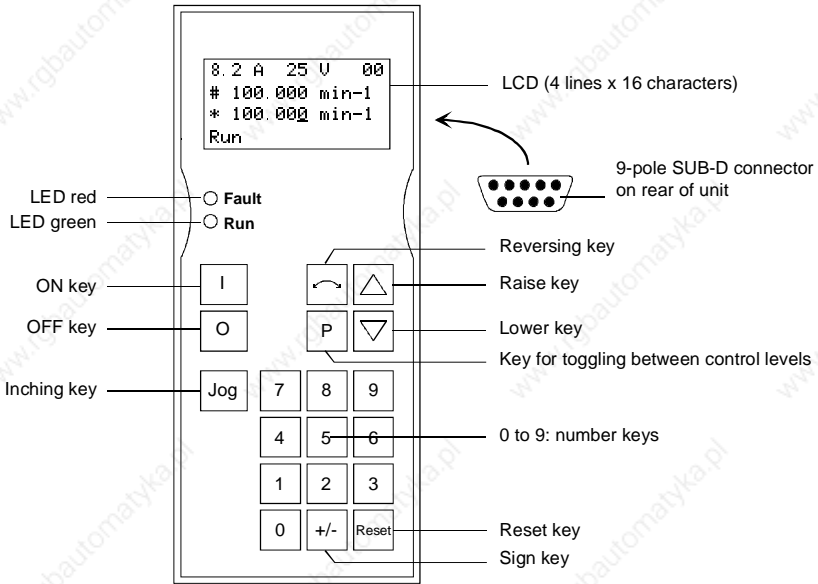 8.2 A 25 V 00
# 100.000 min-1
* 100.000 min-1
Run
LCD (4 lines x 16 characters)
9-pole SUB-D connector
on rear of unit
LED red
Fault
LED green
Run
Reversing key
ON key
I
Raise key
OFF key
O
P
Lower key
Key for toggling between control levels
Inching key
Jog
7 8 9
4 5 6
0 to 9: number keys
1 2 3
0 +/- Reset
Reset key
Sign key
www.rgbautomatyka.pl